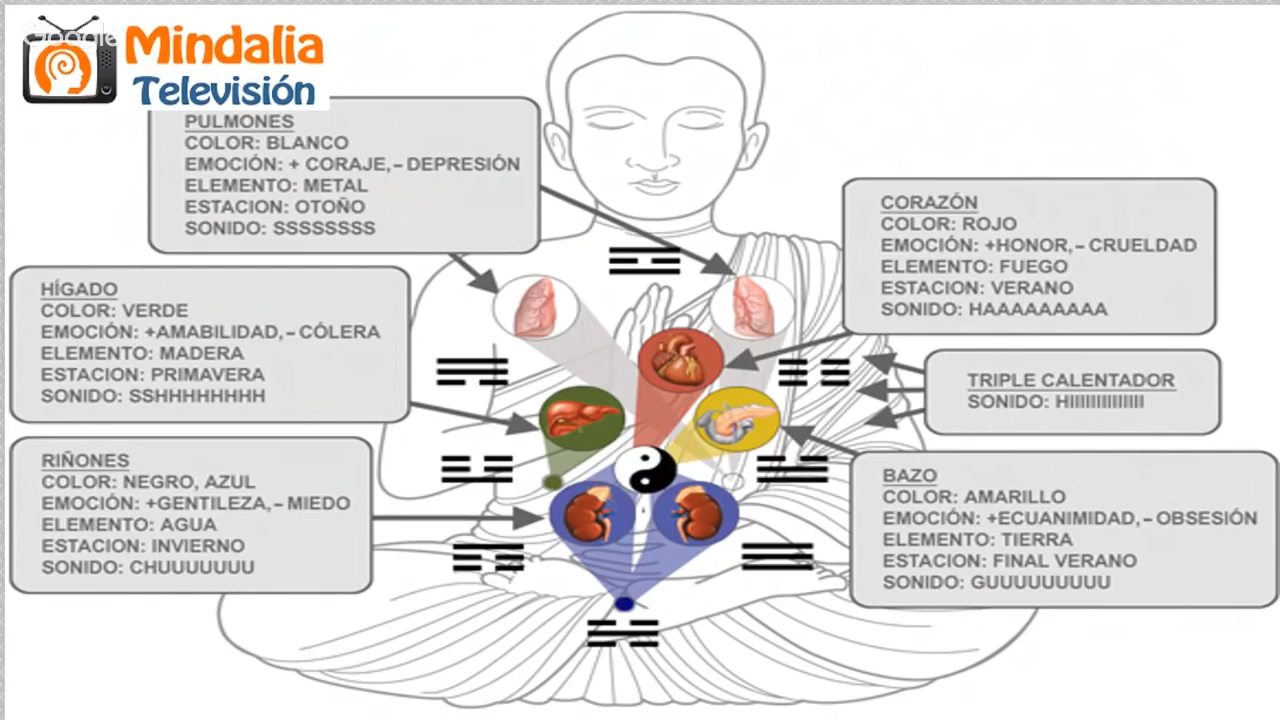 Google
Mindalia
Televisión
PULMONES
COLOR: BLANCO
EMOCIÓN: + CORAJE,– DEPRESIÓN
ELEMENTO: METAL
ESTACION: OTOÑO
SONIDO: SSSSSSSS
HÍGADO
COLOR: VERDE
EMOCIÓN: +AMABILIDAD,– CÓLERA
ELEMENTO: MADERA
ESTACION: PRIMAVERA
SONIDO: SSHHHHHHHH
RIÑONES
COLOR: NEGRO, AZUL
EMOCIÓN: +GENTILEZA,– MIEDO
ELEMENTO: AGUA
ESTACION: INVIERNO
SONIDO: CHUUUUUUU
CORAZÓN
COLOR: ROJO
EMOCIÓN: +HONOR,– CRUELDAD
ELEMENTO: FUEGO
ESTACION: VERANO
SONIDO: HAAAAAAAAA
TRIPLE CALENTADOR
SONIDO: HIIIIIIIIIIIIII
BAZO
COLOR: AMARILLO
EMOCIÓN: +ECUANIMIDAD,– OBSESIÓN
ELEMENTO: TIERRA
ESTACION: FINAL VERANO
SONIDO: GUUUUUUUUU